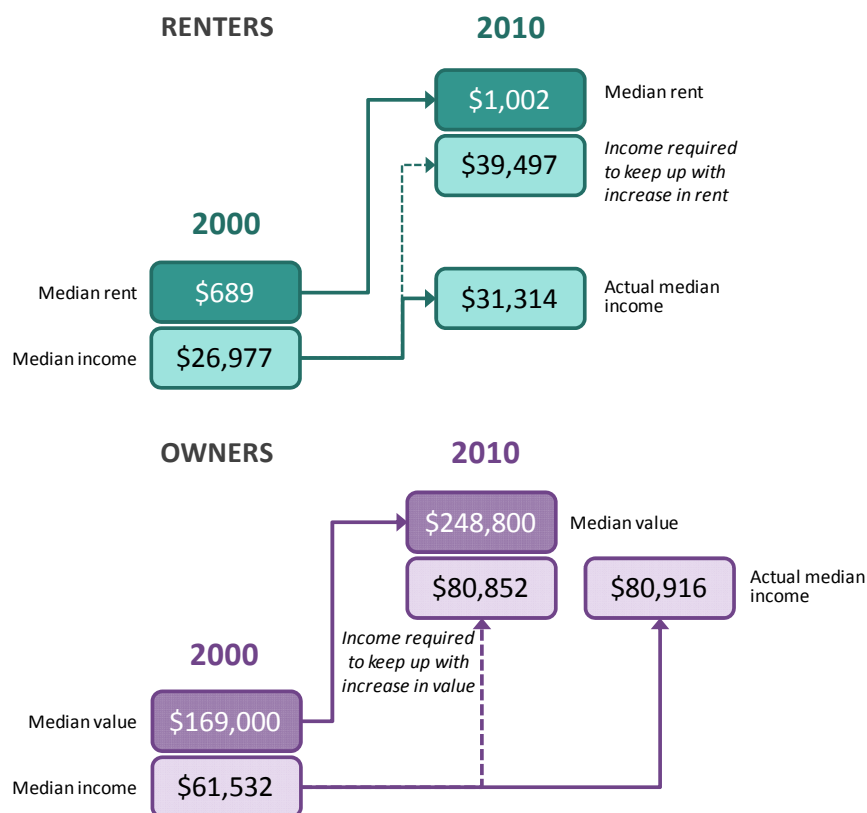 RENTERS
2010
$1,002
Median rent
$39,497
Income required
to keep up with
increase in rent
2000
Median rent
$689
$31,314
Actual median
income
Median income
$26,977
OWNERS
2010
$248,800
Median value
$80,852
$80,916
Actual median
income
Income required
to keep up with
increase in value
2000
Median value
$169,000
Median income
$61,532